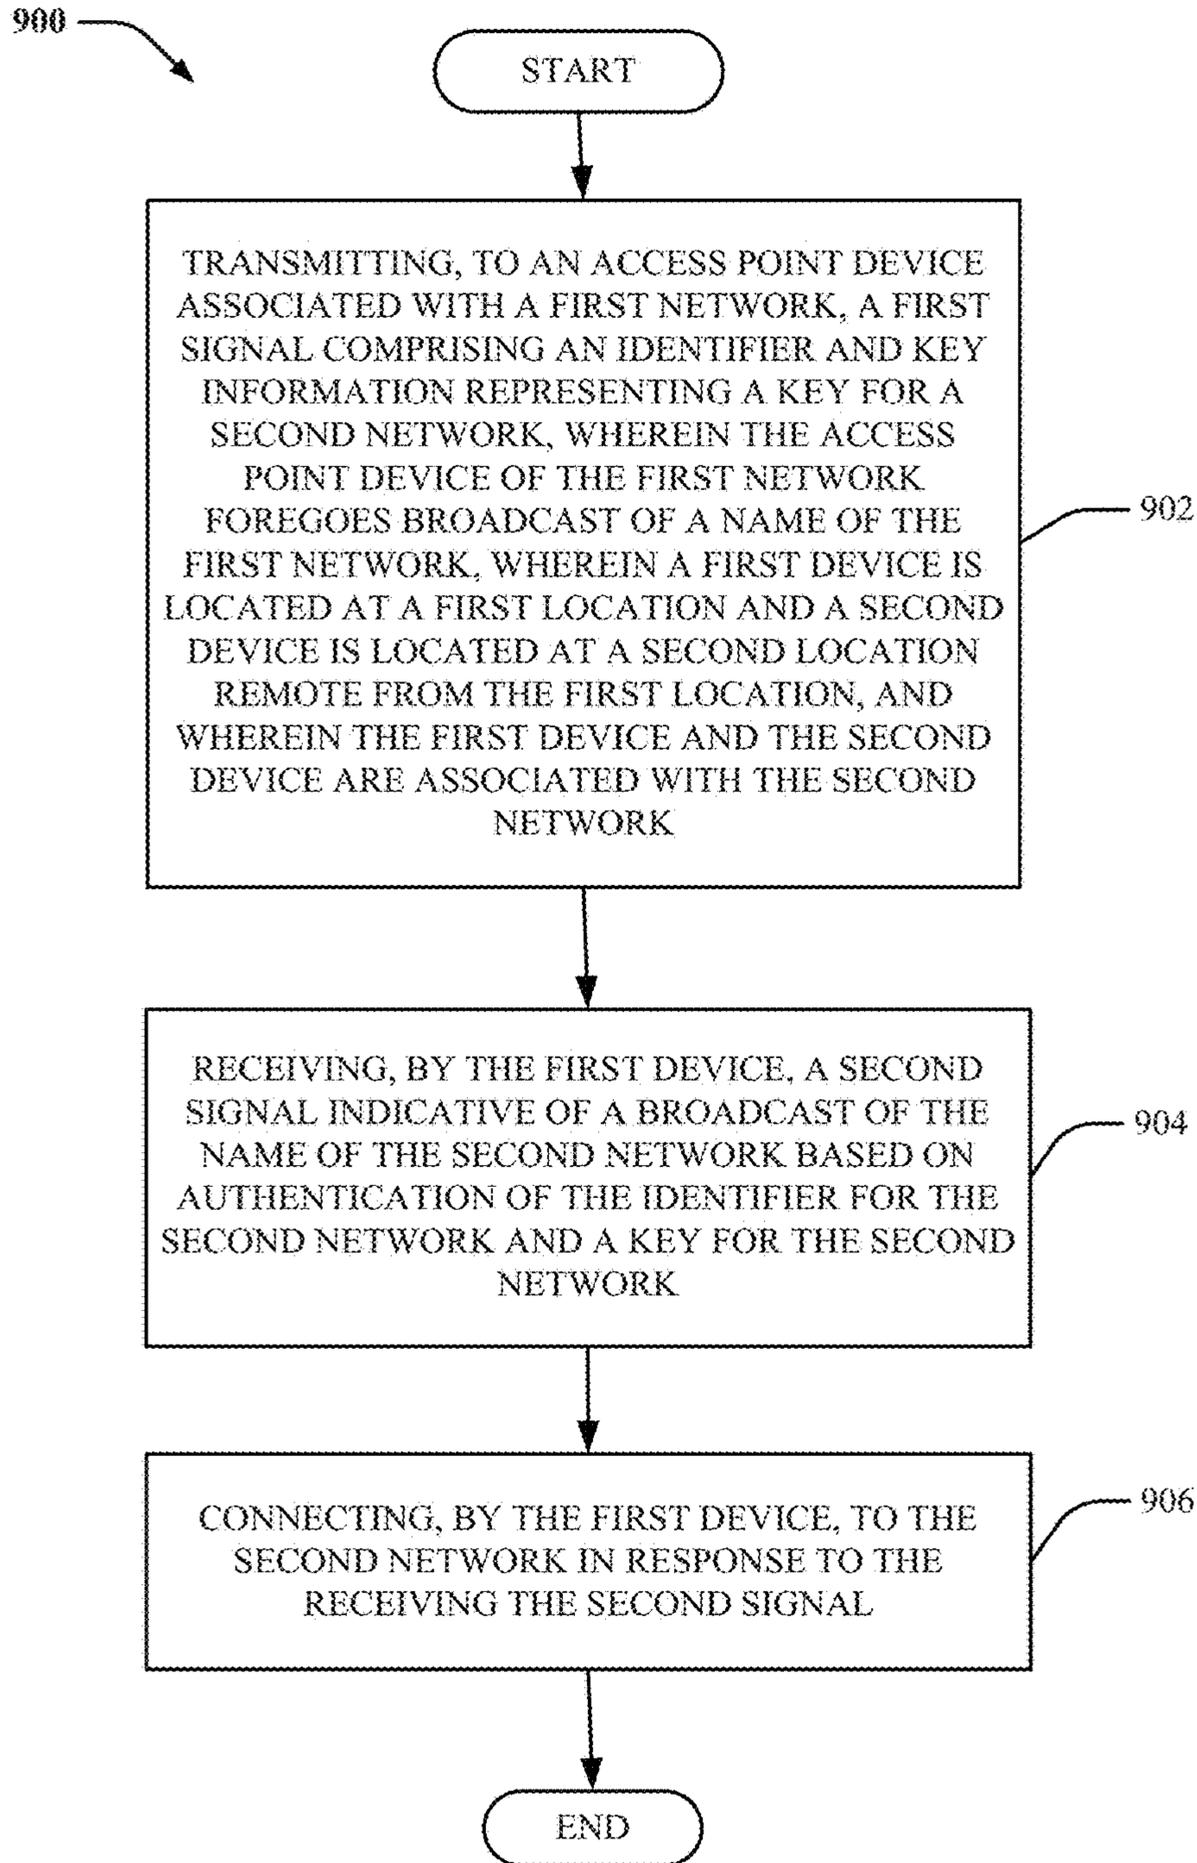 900
START
TRANSMITTING, TO AN ACCESS POINT DEVICE
ASSOCIATED WITH A FIRST NETWORK, A FIRST
SIGNAL COMPRISING AN IDENTIFIER AND KEY
INFORMATION REPRESENTING A KEY FOR A
SECOND NETWORK, WHEREIN THE ACCESS
POINT DEVICE OF THE FIRST NETWORK
FOREGOES BROADCAST OF A NAME OF THE
FIRST NETWORK, WHEREIN A FIRST DEVICE IS
LOCATED AT A FIRST LOCATION AND A SECOND
DEVICE IS LOCATED AT A SECOND LOCATION
REMOTE FROM THE FIRST LOCATION, AND
WHEREIN THE FIRST DEVICE AND THE SECOND
DEVICE ARE ASSOCIATED WITH THE SECOND
NETWORK
902
RECEIVING, BY THE FIRST DEVICE, A SECOND
SIGNAL INDICATIVE OF A BROADCAST OF THE
NAME OF THE SECOND NETWORK BASED ON
AUTHENTICATION OF THE IDENTIFIER FOR THE
SECOND NETWORK AND A KEY FOR THE SECOND
NETWORK
904
CONNECTING, BY THE FIRST DEVICE, TO THE
SECOND NETWORK IN RESPONSE TO THE
RECEIVING THE SECOND SIGNAL
906
END